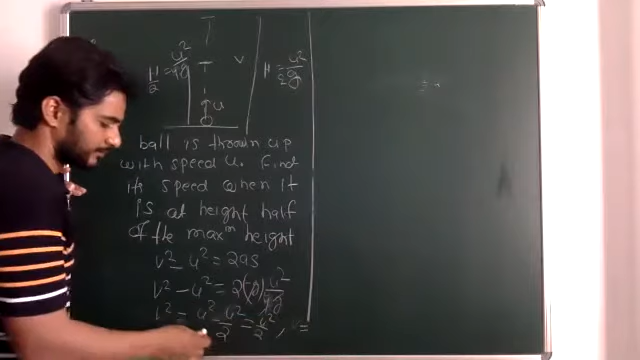 H/2 = u²/4g
v
H = u²/2g
u
ball is thrown up
with speed u. Find
its speed when it
is at height half
of the maxᵐ height
v² - u² = 2as
v² - u² = 2(-g) u²/4g
v² = u² - u²/2 = u²/2 ,